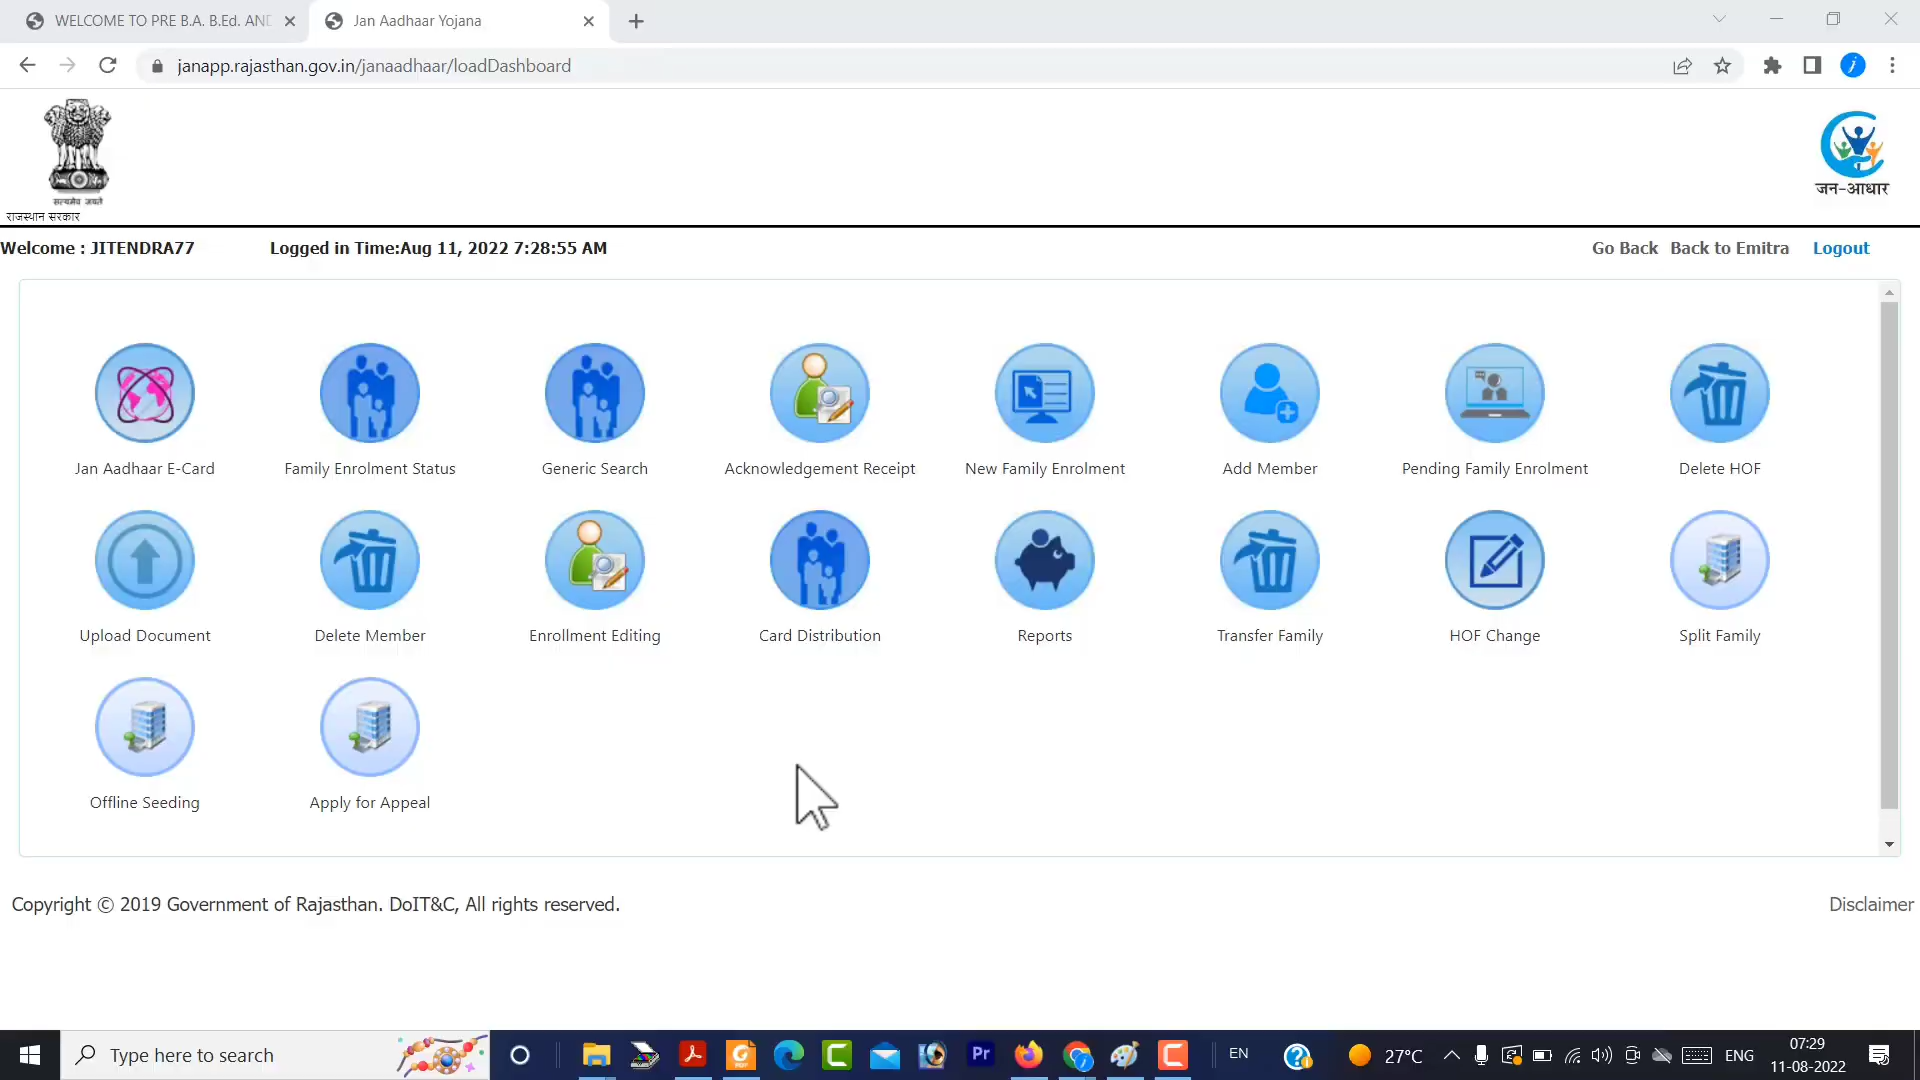 WELCOME TO PRE B.A. B.Ed. AND
Jan Aadhaar Yojana
janapp.rajasthan.gov.in/janaadhaar/loadDashboard
सत्यमेव जयते
राजस्थान सरकार
जन-आधार
Welcome : JITENDRA77 Logged in Time:Aug 11, 2022 7:28:55 AM Go Back Back to Emitra Logout
Jan Aadhaar E-Card Family Enrolment Status Generic Search Acknowledgement Receipt New Family Enrolment Add Member Pending Family Enrolment Delete HOF
Upload Document Delete Member Enrollment Editing Card Distribution Reports Transfer Family HOF Change Split Family
Offline Seeding Apply for Appeal
Copyright © 2019 Government of Rajasthan. DoIT&C, All rights reserved. Disclaimer
Type here to search
Pr
EN
27°C
ENG
07:29
11-08-2022